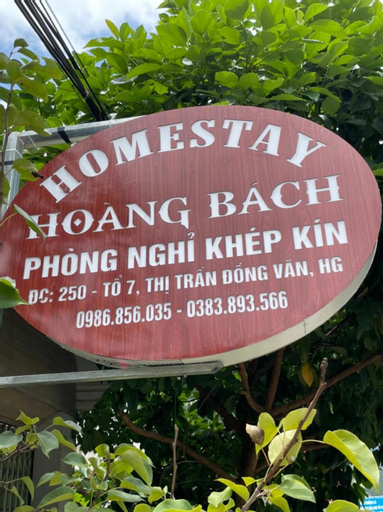 HOMESTAY
HOÀNG BÁCH
PHÒNG NGHỈ KHÉP KÍN
ĐC: 250 - TỔ 7, THỊ TRẤN ĐỒNG VĂN, HG
0986.856.035 - 0383.893.566